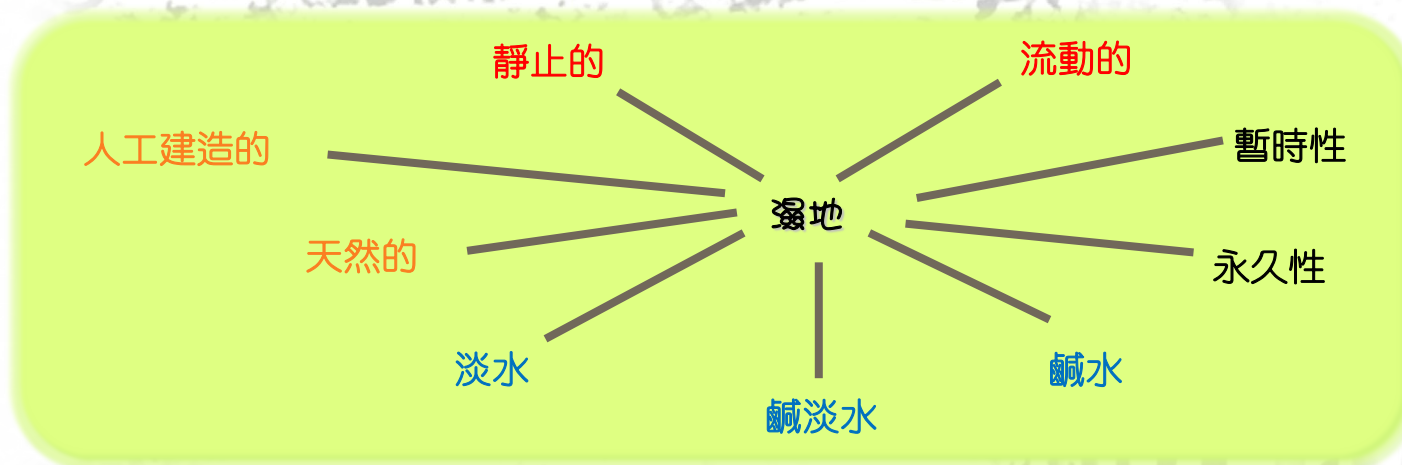 靜止的
流動的
人工建造的
暫時性
濕地
天然的
永久性
淡水
鹹水
鹹淡水